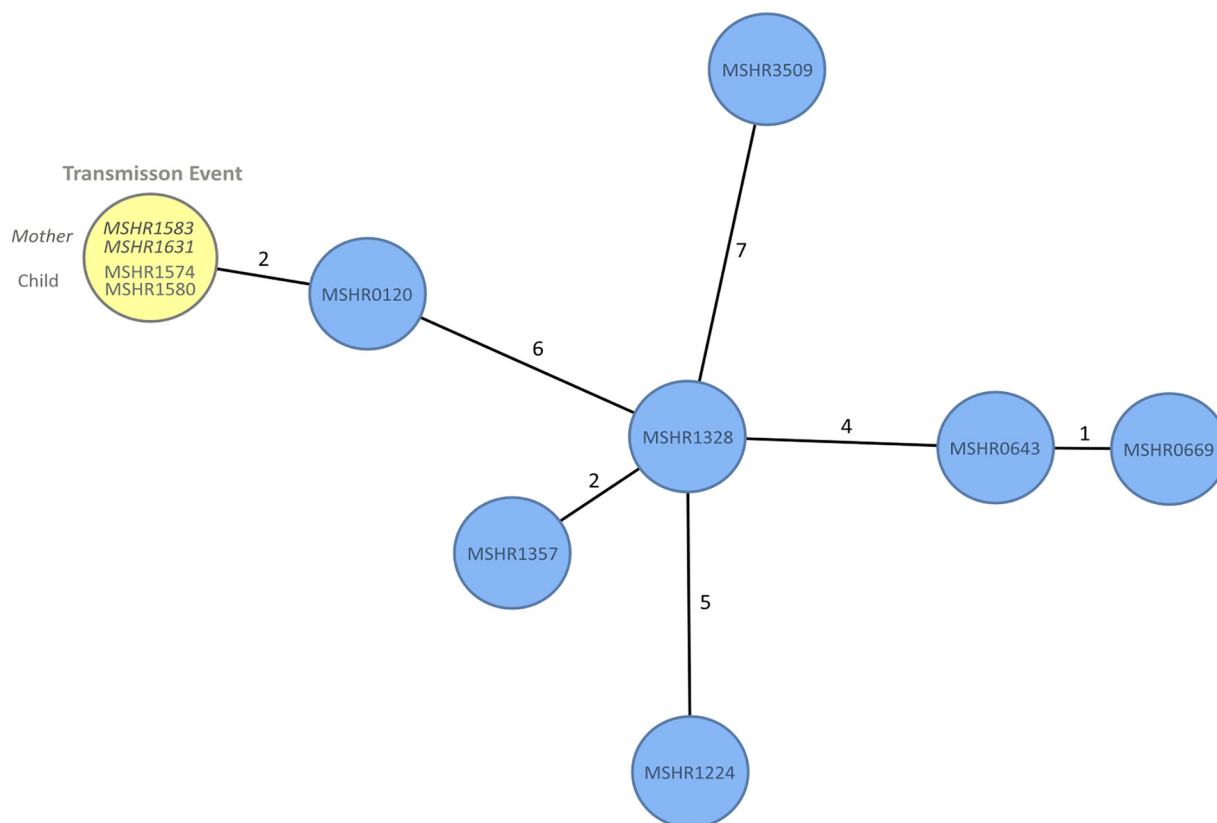 MSHR3509
Transmisson Event
Mother
MSHR1583
MSHR1631
Child
MSHR1574
MSHR1580
2
MSHR0120
7
6
MSHR1328
4
MSHR0643
1
MSHR0669
2
MSHR1357
5
MSHR1224